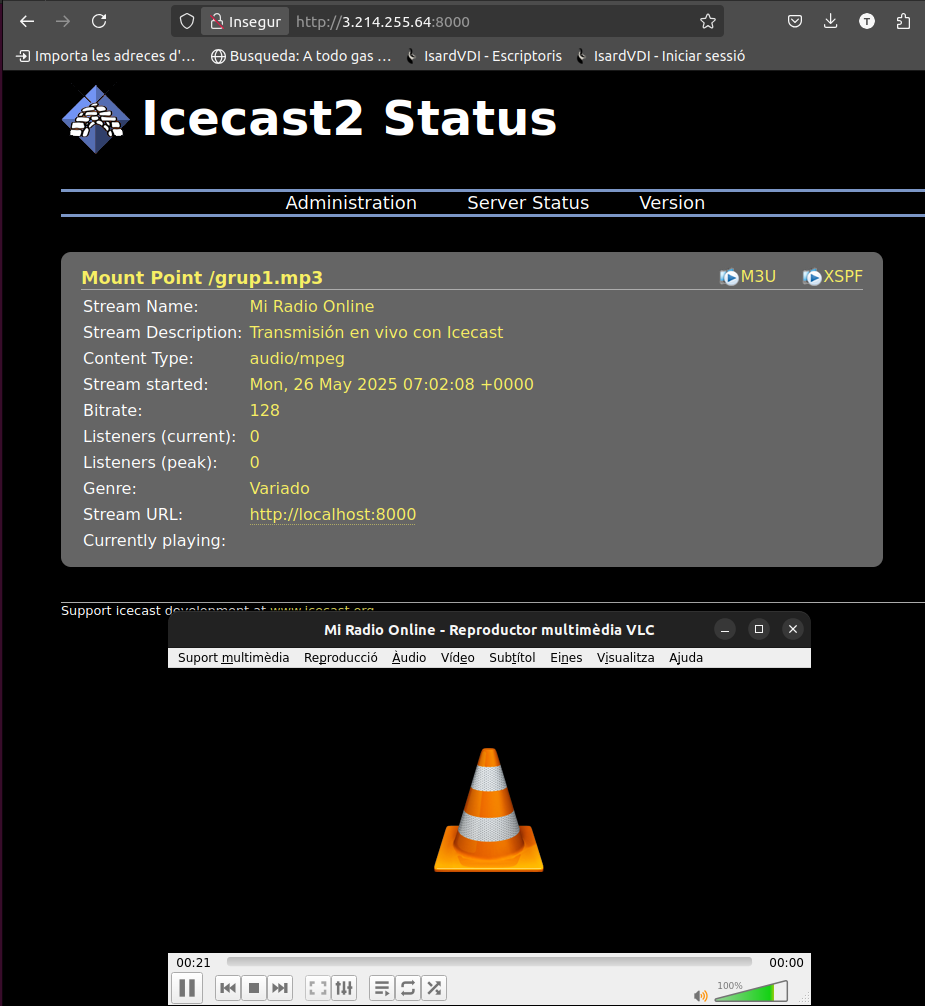 Insegur http://3.214.255.64:8000
T
Importa les adreces d'... Busqueda: A todo gas ... IsardVDI - Escriptoris IsardVDI - Iniciar sessió
Icecast2 Status
Administration Server Status Version
Mount Point /grup1.mp3 M3U XSPF
Stream Name: Mi Radio Online
Stream Description: Transmisión en vivo con Icecast
Content Type: audio/mpeg
Stream started: Mon, 26 May 2025 07:02:08 +0000
Bitrate: 128
Listeners (current): 0
Listeners (peak): 0
Genre: Variado
Stream URL: http://localhost:8000
Currently playing:
Support icecast development at www.icecast.org
Mi Radio Online - Reproductor multimèdia VLC
Suport multimèdia Reproducció Àudio Vídeo Subtítol Eines Visualitza Ajuda
00:21 00:00
100%